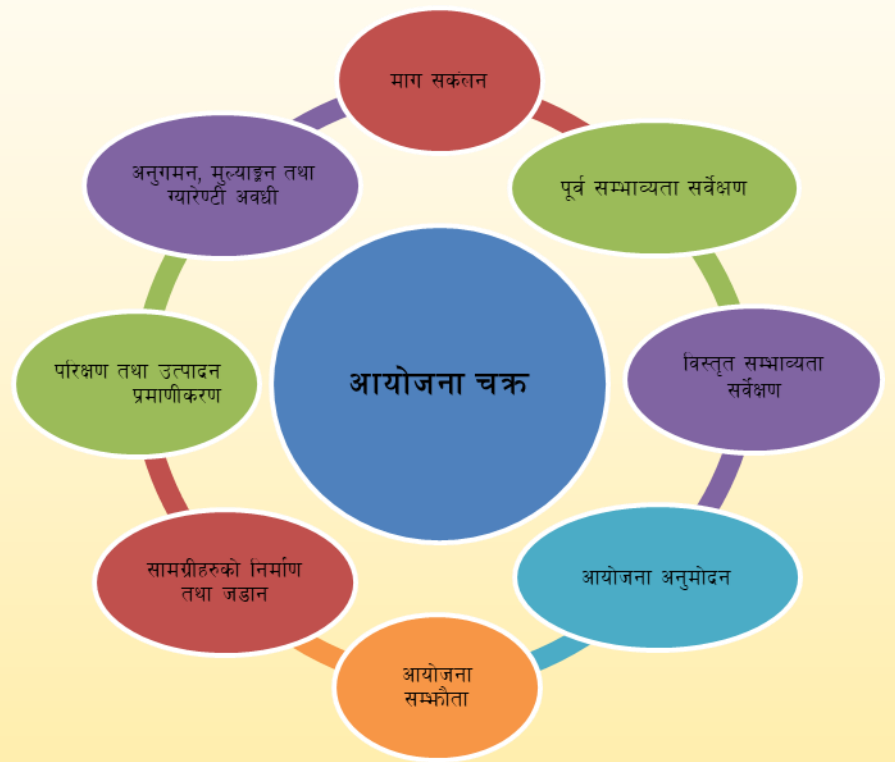 माग सकंलन
पूर्व सम्भाव्यता सर्वेक्षण
विस्तृत सम्भाव्यता
सर्वेक्षण
आयोजना अनुमोदन
आयोजना
सम्झौता
सामग्रीहरुको निर्माण
तथा जडान
परिक्षण तथा उत्पादन
प्रमाणीकरण
अनुगमन, मुल्याङ्कन तथा
ग्यारेण्टी अवधी
आयोजना चक्र